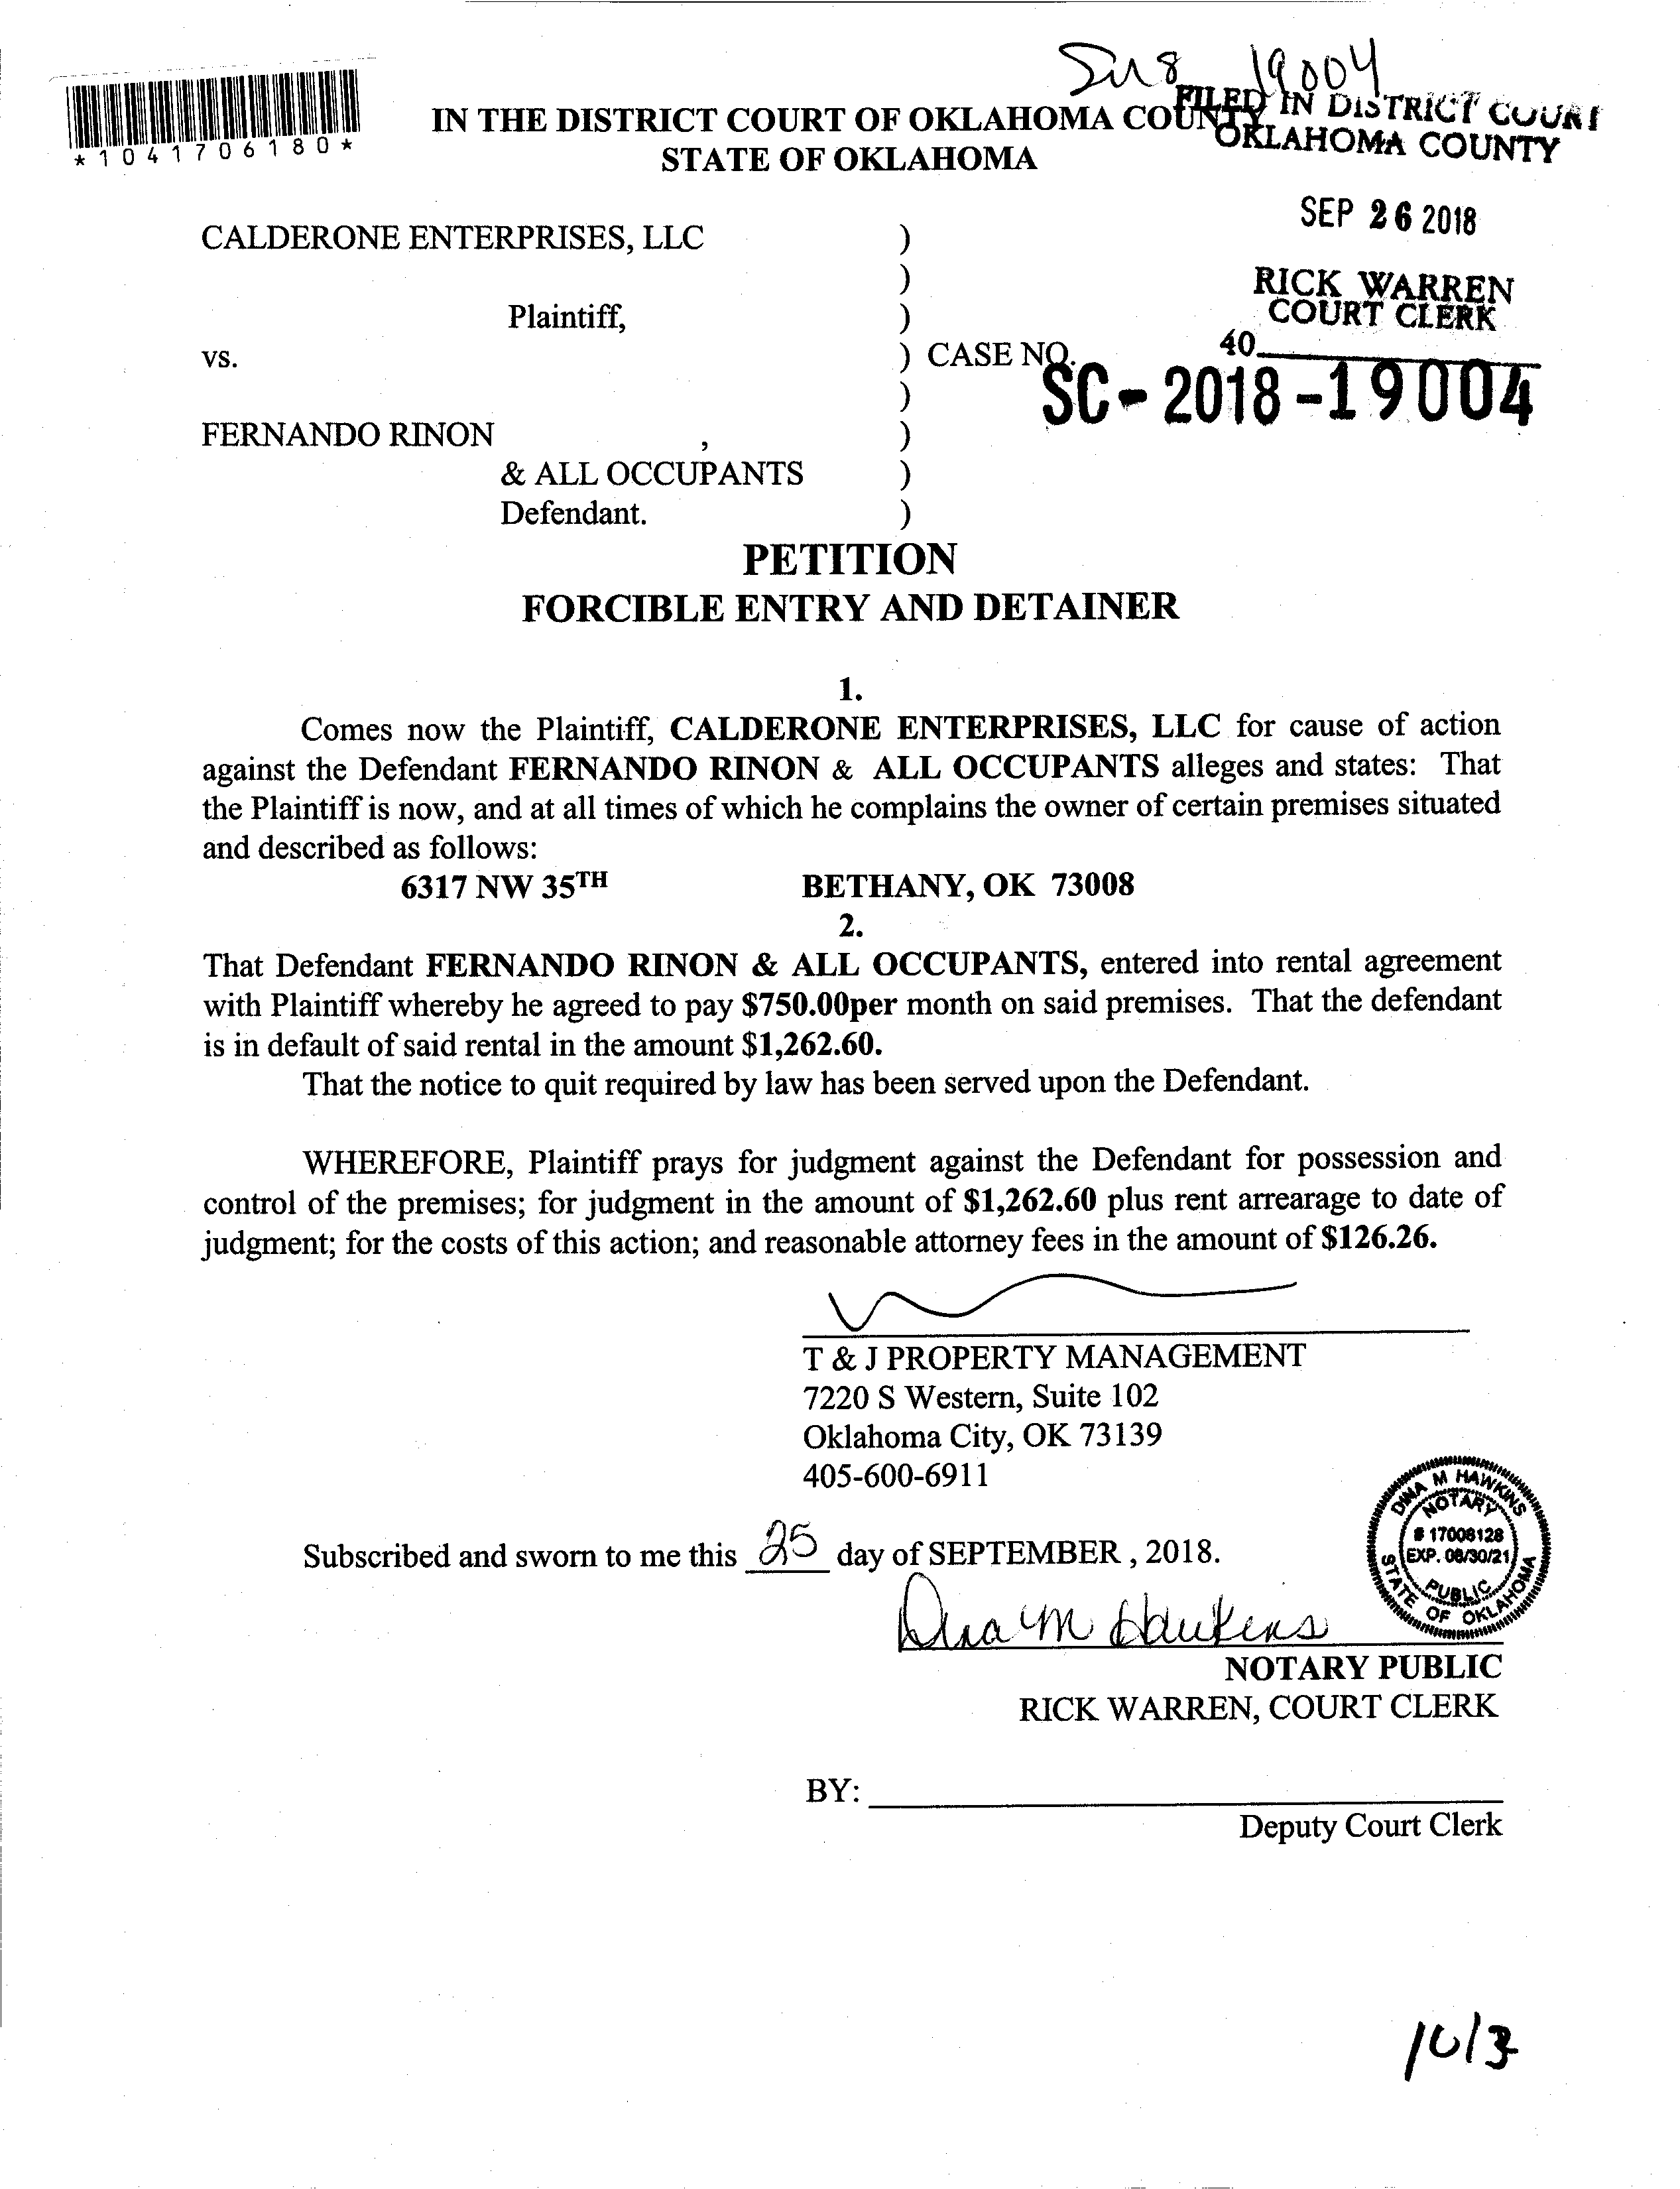 19004
*1041706180*
IN THE DISTRICT COURT OF OKLAHOMA COUNTY
STATE OF OKLAHOMA
FILED IN DISTRICT COURT
OKLAHOMA COUNTY
SEP 26 2018
RICK WARREN
COURT CLERK
40
CALDERONE ENTERPRISES, LLC )
)
Plaintiff, )
vs. ) CASE NO.
SC-2018-19004
)
FERNANDO RINON , )
& ALL OCCUPANTS )
Defendant. )
PETITION
FORCIBLE ENTRY AND DETAINER
1.
Comes now the Plaintiff, CALDERONE ENTERPRISES, LLC for cause of action
against the Defendant FERNANDO RINON & ALL OCCUPANTS alleges and states: That
the Plaintiff is now, and at all times of which he complains the owner of certain premises situated
and described as follows:
6317 NW 35TH BETHANY, OK 73008
2.
That Defendant FERNANDO RINON & ALL OCCUPANTS, entered into rental agreement
with Plaintiff whereby he agreed to pay $750.00per month on said premises. That the defendant
is in default of said rental in the amount $1,262.60.
That the notice to quit required by law has been served upon the Defendant.
WHEREFORE, Plaintiff prays for judgment against the Defendant for possession and
control of the premises; for judgment in the amount of $1,262.60 plus rent arrearage to date of
judgment; for the costs of this action; and reasonable attorney fees in the amount of $126.26.
T & J PROPERTY MANAGEMENT
7220 S Western, Suite 102
Oklahoma City, OK 73139
405-600-6911
Subscribed and sworn to me this 25 day of SEPTEMBER , 2018.
DINA M HAWKINS
NOTARY
# 17008128
EXP. 08/30/21
PUBLIC
STATE OF OKLAHOMA
Dina M Hawkins
NOTARY PUBLIC
RICK WARREN, COURT CLERK
BY:
Deputy Court Clerk
10/3